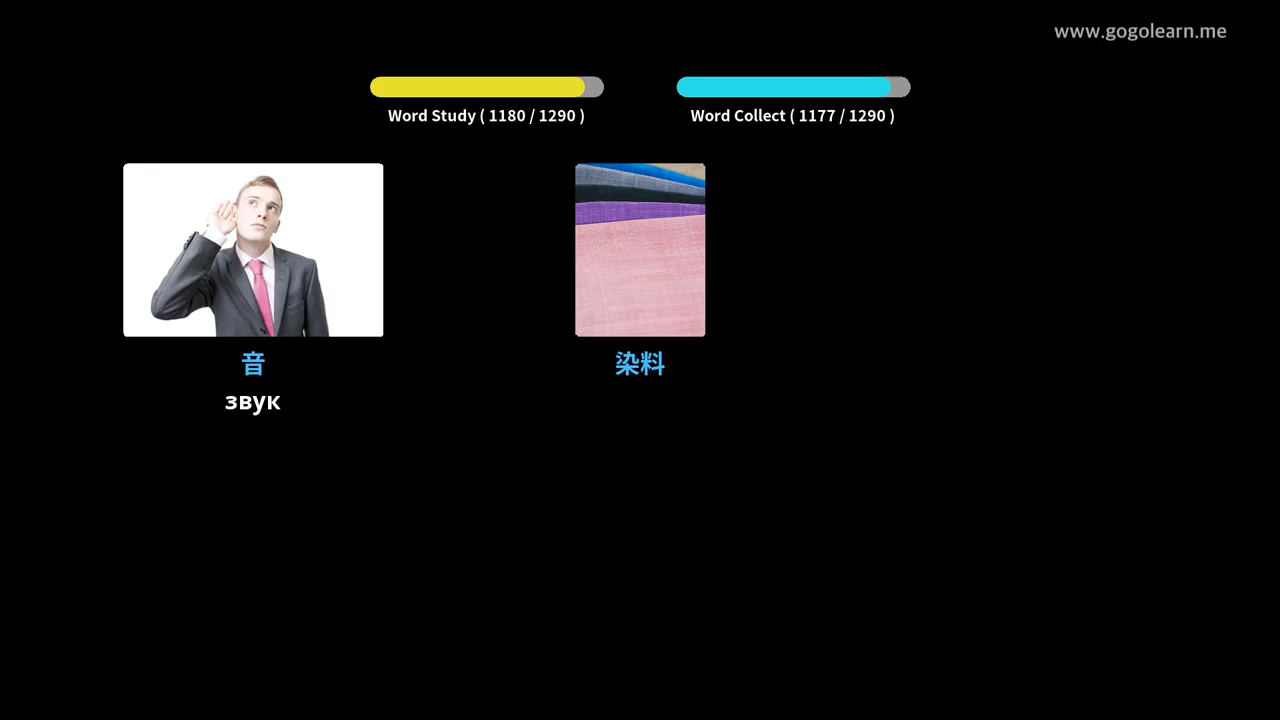 www.gogolearn.me
Word Study ( 1180 / 1290 )
Word Collect ( 1177 / 1290 )
音
звук
染料